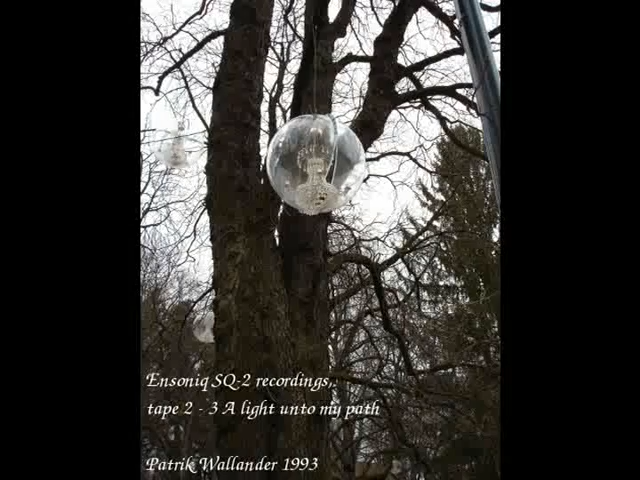 Ensoniq SQ-2 recordings,
tape 2 - 3 A light unto my path
Patrik Wallander 1993